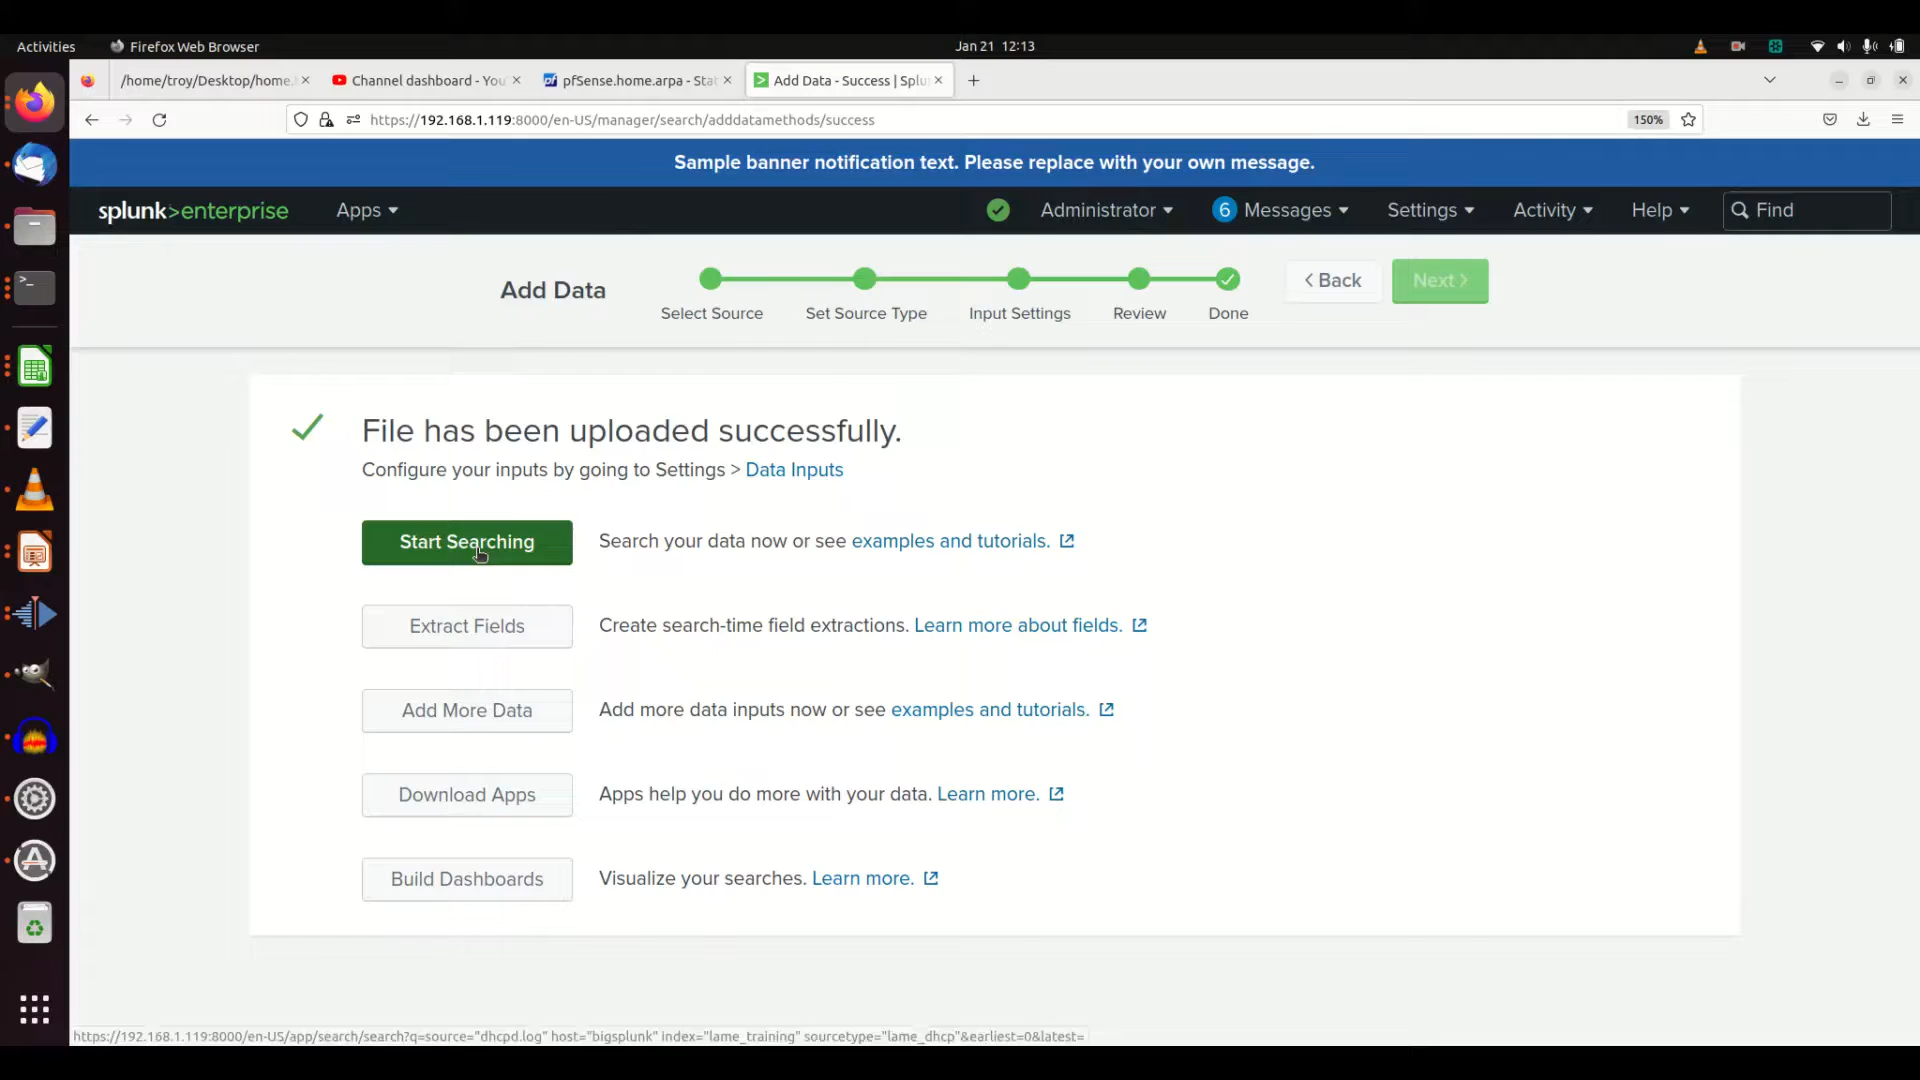 Activities
Firefox Web Browser
Jan 21 12:13
/home/troy/Desktop/home.
Channel dashboard - You
pfSense.home.arpa - Stat
Add Data - Success | Splu
https://192.168.1.119:8000/en-US/manager/search/adddatamethods/success
150%
Sample banner notification text. Please replace with your own message.
splunk>enterprise
Apps
Administrator
6
Messages
Settings
Activity
Help
Find
Add Data
Select Source
Set Source Type
Input Settings
Review
Done
< Back
Next >
File has been uploaded successfully.
Configure your inputs by going to Settings > Data Inputs
Start Searching
Search your data now or see examples and tutorials.
Extract Fields
Create search-time field extractions. Learn more about fields.
Add More Data
Add more data inputs now or see examples and tutorials.
Download Apps
Apps help you do more with your data. Learn more.
Build Dashboards
Visualize your searches. Learn more.
https://192.168.1.119:8000/en-US/app/search/search?q=source="dhcpd.log" host="bigsplunk" index="lame_training" sourcetype="lame_dhcp"&earliest=0&latest=